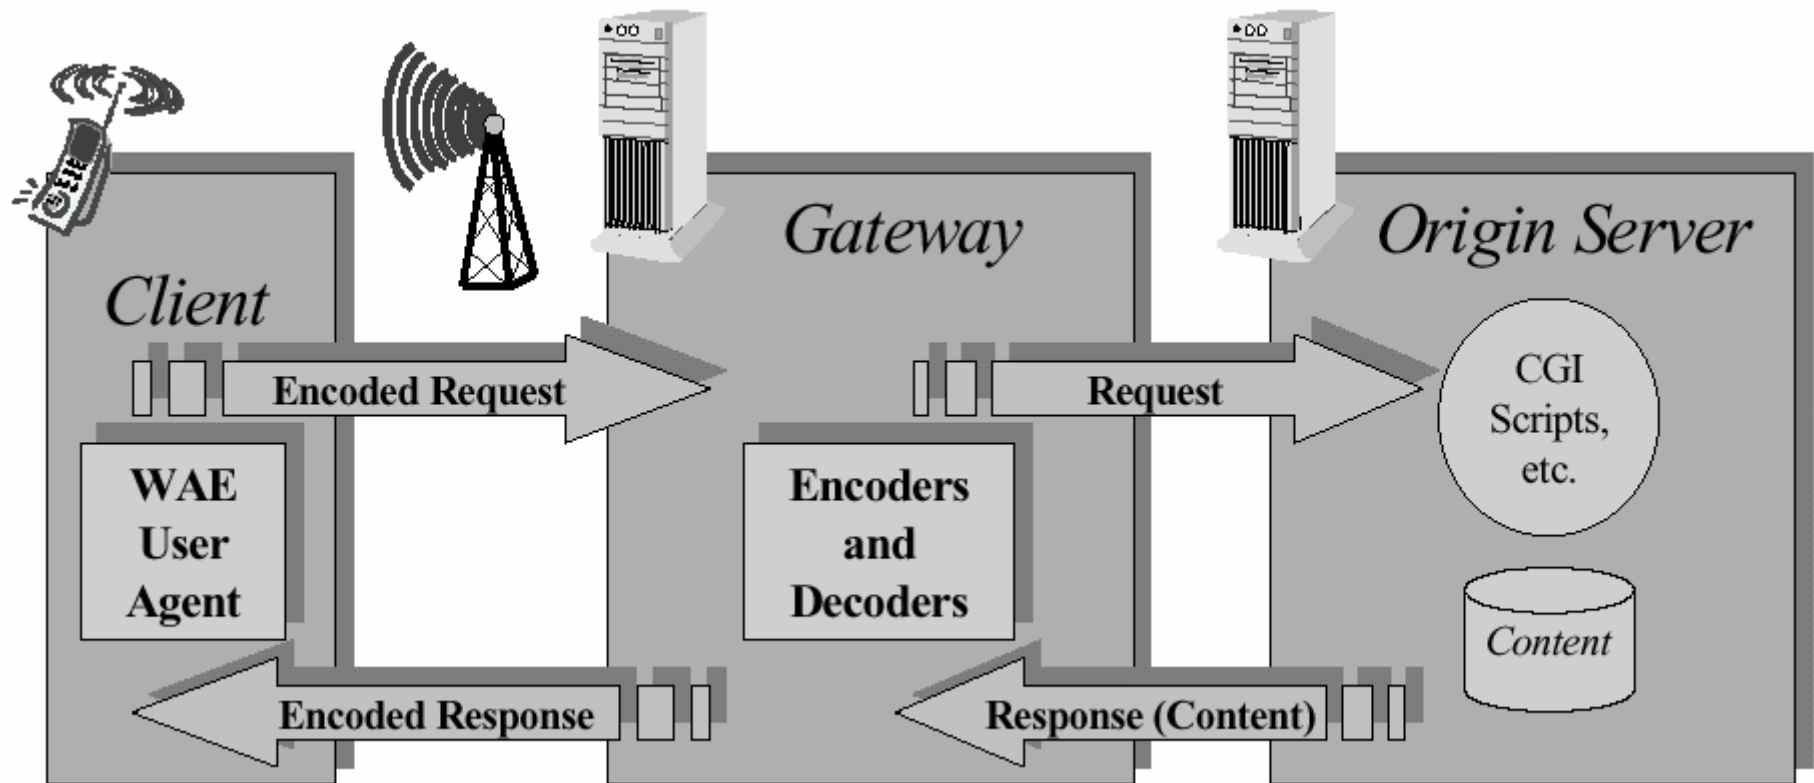 Client
Gateway
Origin Server
Encoded Request
Request
CGI
Scripts,
etc.
WAE
User
Agent
Encoders
and
Decoders
Content
Encoded Response
Response (Content)